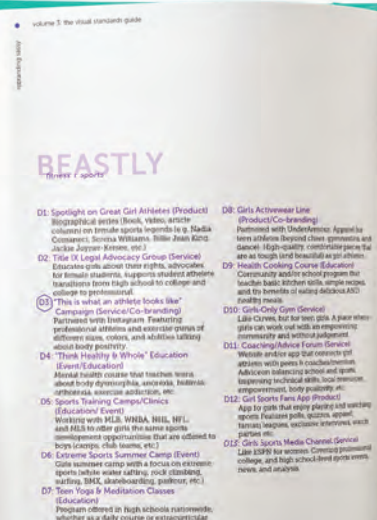 volume 3: the visual standards guide
BEASTLY
fitness + sports
D1: Spotlight on Great Girl Athletes (Product)
Biographical series (Book, video, article
columns) on female sports legends (e.g. Nadia
Comaneci, Serena Williams, Billie Jean King,
Jackie Joyner-Kersee, etc.)
D2: Title IX Legal Advocacy Group (Service)
Educates girls about their rights, advocates
for female students, supports student athlete
transitions from high school to college and
college to professional.
D3: "This is what an athlete looks like"
Campaign (Service/Co-branding)
Partnered with Instagram. Featuring
professional athletes and exercise gurus of
different sizes, colors, and abilities talking
about body positivity.
D4: "Think Healthy & Whole" Education
(Event/Education)
Mental health course that teaches teens
about body dysmorphia, anorexia, bulimia,
orthorexia, exercise addiction, etc.
D5: Sports Training Camps/Clinics
(Education/ Event)
Working with MLB, WNBA, NHL, NFL,
and MLS to offer girls the same sports
development opportunities that are offered to
boys (camps, club teams, etc.)
D6: Extreme Sports Summer Camp (Event)
Girls summer camp with a focus on extreme
sports (while water rafting, rock climbing,
surfing, BMX, skateboarding, parkour, etc.)
D7: Teen Yoga & Meditation Classes
(Education)
Program offered in high schools nationwide,
whether as a daily course or extracurricular
D8: Girls Activewear Line
(Product/Co-branding)
Partnered with UnderArmour. Apparel for
teen athletes (beyond cheer, gymnastics and
dance). High-quality, comfortable gear that
are as tough (and beautiful) as girl athletes.
D9: Health Cooking Course (Education)
Community and/or school program that
teaches basic kitchen skills, simple recipes,
and the benefits of eating delicious AND
healthy meals.
D10: Girls-Only Gym (Service)
Like Curves, but for teen girls. A place where
girls can work out with an empowering
community and without judgement.
D11: Coaching/Advice Forum (Service)
Website and/or app that connects girl
athletes with peers & coaches/mentors.
Advice on balancing school and sports,
improving technical skills,
empowerment, body positivity, etc.
D12: Girl Sports Fans App (Product)
App for girls that enjoy playing and watching
sports. Features polls, quizzes, apparel,
fantasy leagues, exclusive interviews, watch
parties etc.
D13: Girls Sports Media Channel (Service)
Like ESPN for women. Covering professional
college, and high school-level sports events,
news, and analysis.